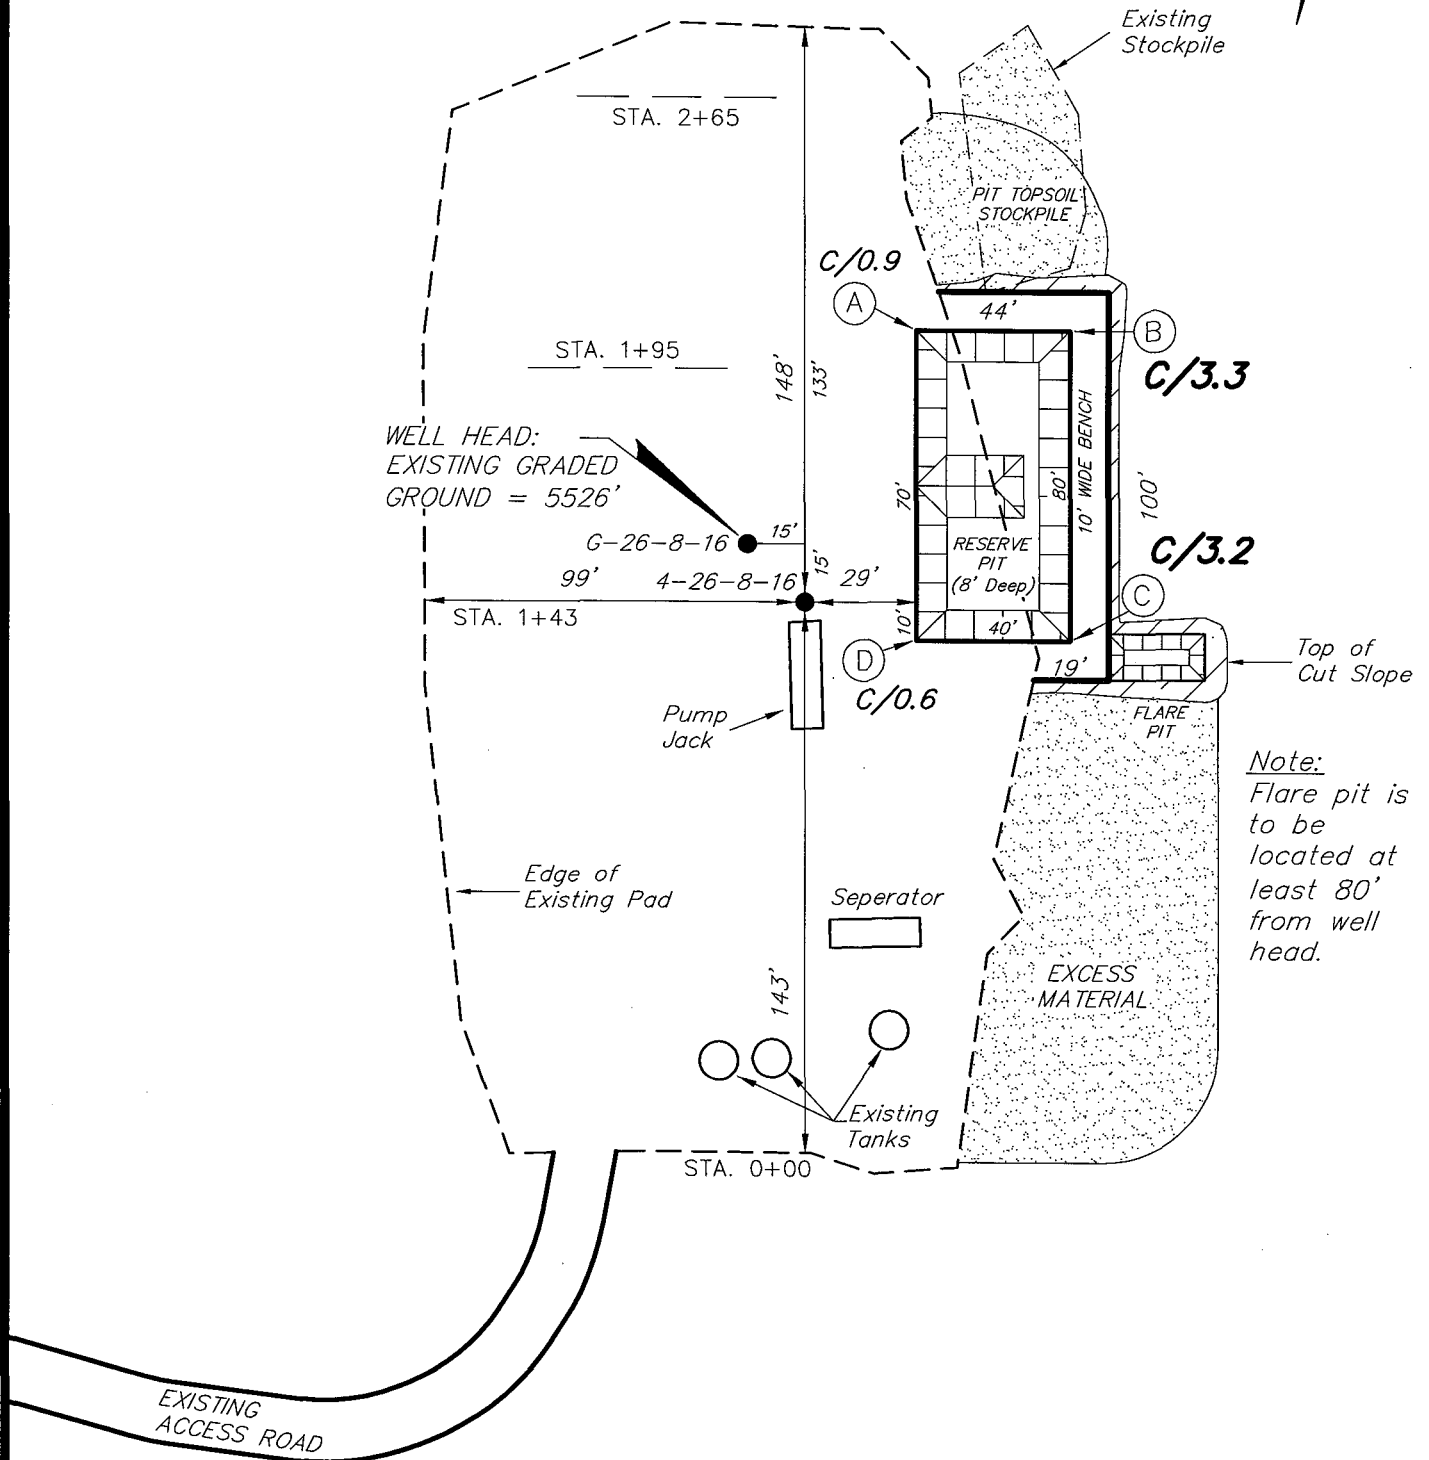 Existing
Stockpile
STA. 2+65
PIT TOPSOIL
STOCKPILE
C/0.9
A
44'
B
STA. 1+95
148'
133'
C/3.3
WELL HEAD:
EXISTING GRADED
GROUND = 5526'
70'
80'
10' WIDE BENCH
100'
G-26-8-16
15'
15'
RESERVE
PIT
(8' Deep)
C/3.2
99'
4-26-8-16
29'
C
STA. 1+43
10'
40'
D
19'
Top of
Cut Slope
C/0.6
Pump
Jack
FLARE
PIT
Note:
Flare pit is
to be
located at
least 80'
from well
head.
Edge of
Existing Pad
Seperator
143'
EXCESS
MATERIAL
Existing
Tanks
STA. 0+00
EXISTING
ACCESS ROAD